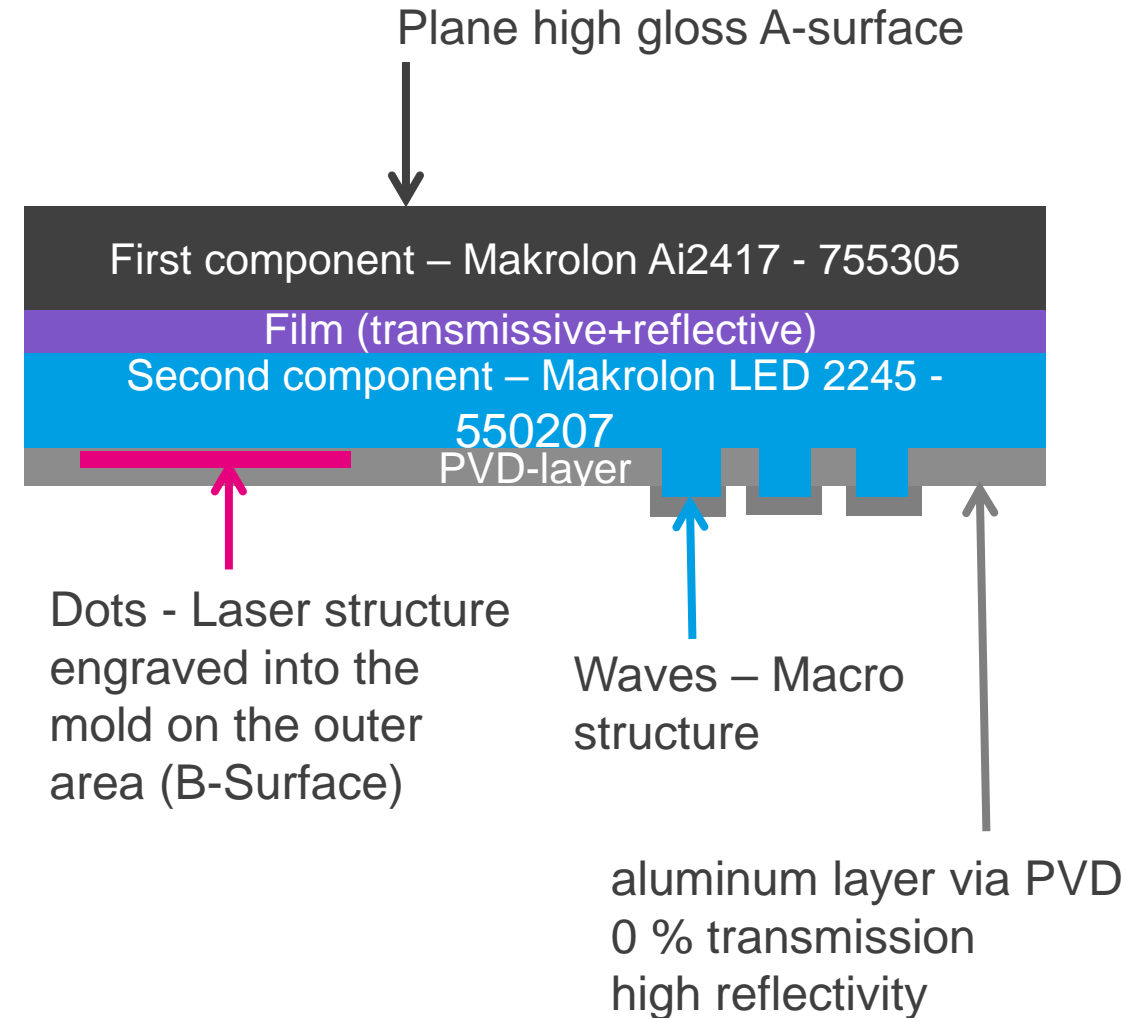 Plane high gloss A-surface
First component – Makrolon Ai2417 - 755305
Film (transmissive+reflective)
Second component – Makrolon LED 2245 -
550207
PVD-layer
Dots - Laser structure
engraved into the
mold on the outer
area (B-Surface)
Waves – Macro
structure
aluminum layer via PVD
0 % transmission
high reflectivity